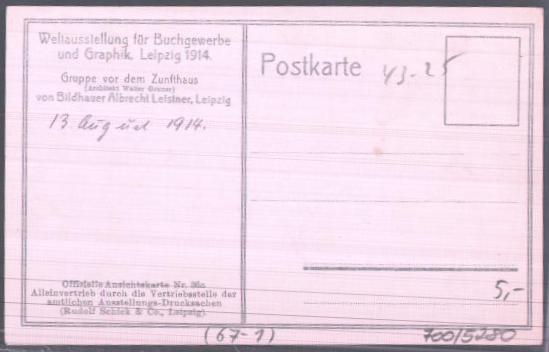 Weltausstellung für Buchgewerbe
und Graphik, Leipzig 1914.
Gruppe vor dem Zunfthaus
(Architekt Walter Gruner)
von Bildhauer Albrecht Leistner, Leipzig
13 August 1914.
Postkarte
43-25
Offizielle Ansichtskarte Nr.
Alleinvertrieb durch die Vertriebsstelle der
amtlichen Ausstellungs-Drucksachen
(Rudolf Schick & Co., Leipzig)
5,-
(67-1)
700/5280